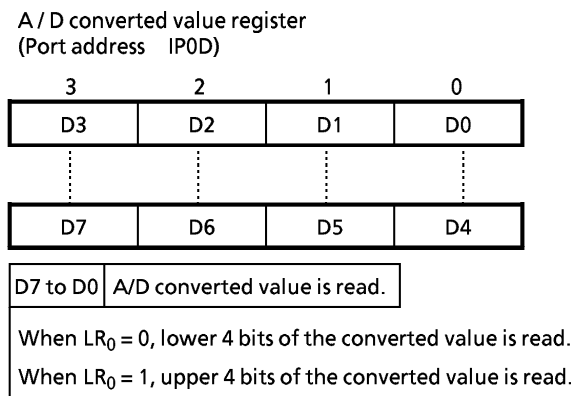 A / D converted value register
(Port address IP0D)
3 2 1 0
D3 D2 D1 D0
D7 D6 D5 D4
D7 to D0 A/D converted value is read.
When LR₀ = 0, lower 4 bits of the converted value is read.
When LR₀ = 1, upper 4 bits of the converted value is read.